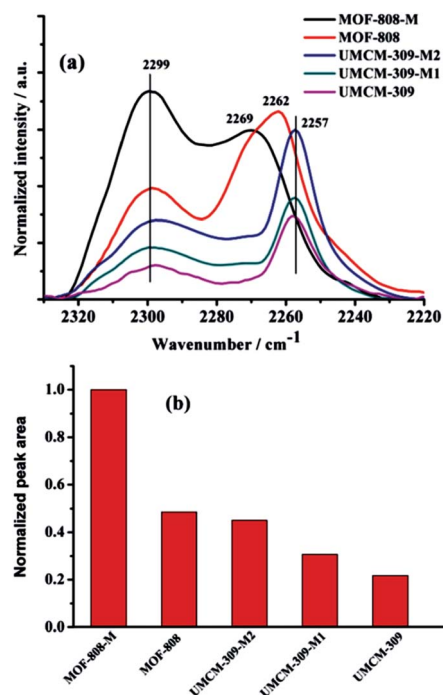 (a)
MOF-808-M
MOF-808
UMCM-309-M2
UMCM-309-M1
UMCM-309
2299
2269
2262
2257
Normalized intensity / a.u.
2320 2300 2280 2260 2240 2220
Wavenumber / cm-1
(b)
Normalized peak area
1.0
0.8
0.6
0.4
0.2
0.0
MOF-808-M
MOF-808
UMCM-309-M2
UMCM-309-M1
UMCM-309